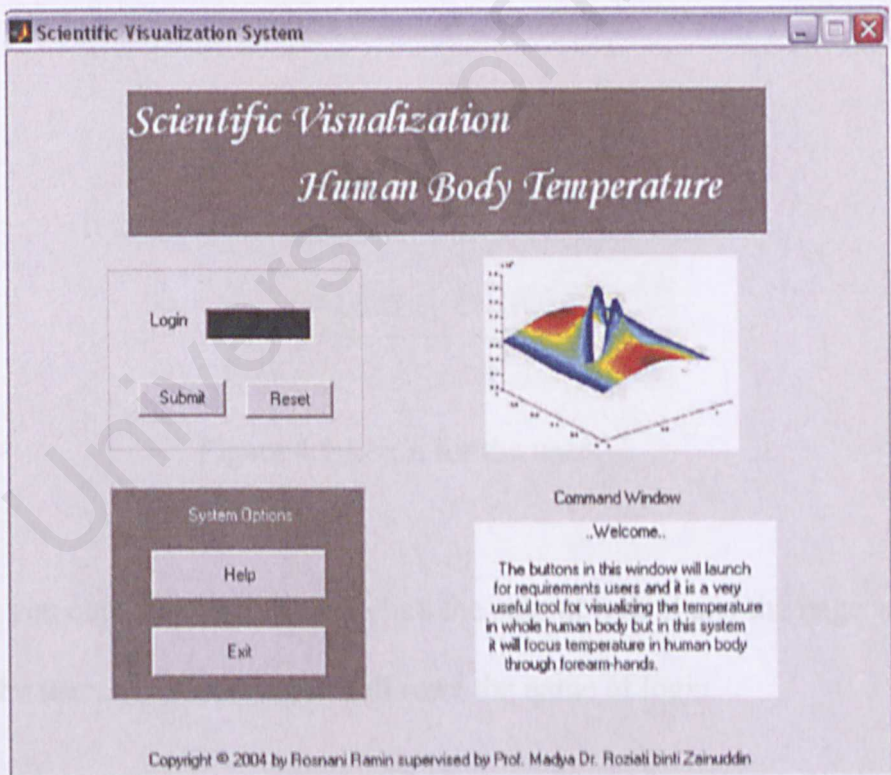 Scientific Visualization System
Scientific Visualization
Human Body Temperature
Login
Submit
Reset
System Options
Help
Exit
Command Window
..Welcome..
The buttons in this window will launch
for requirements users and it is a very
useful tool for visualizing the temperature
in whole human body but in this system
it will focus temperature in human body
through forearm-hands.
Copyright © 2004 by Rosnani Ramin supervised by Prof. Madya Dr. Roziati binti Zainuddin
University of